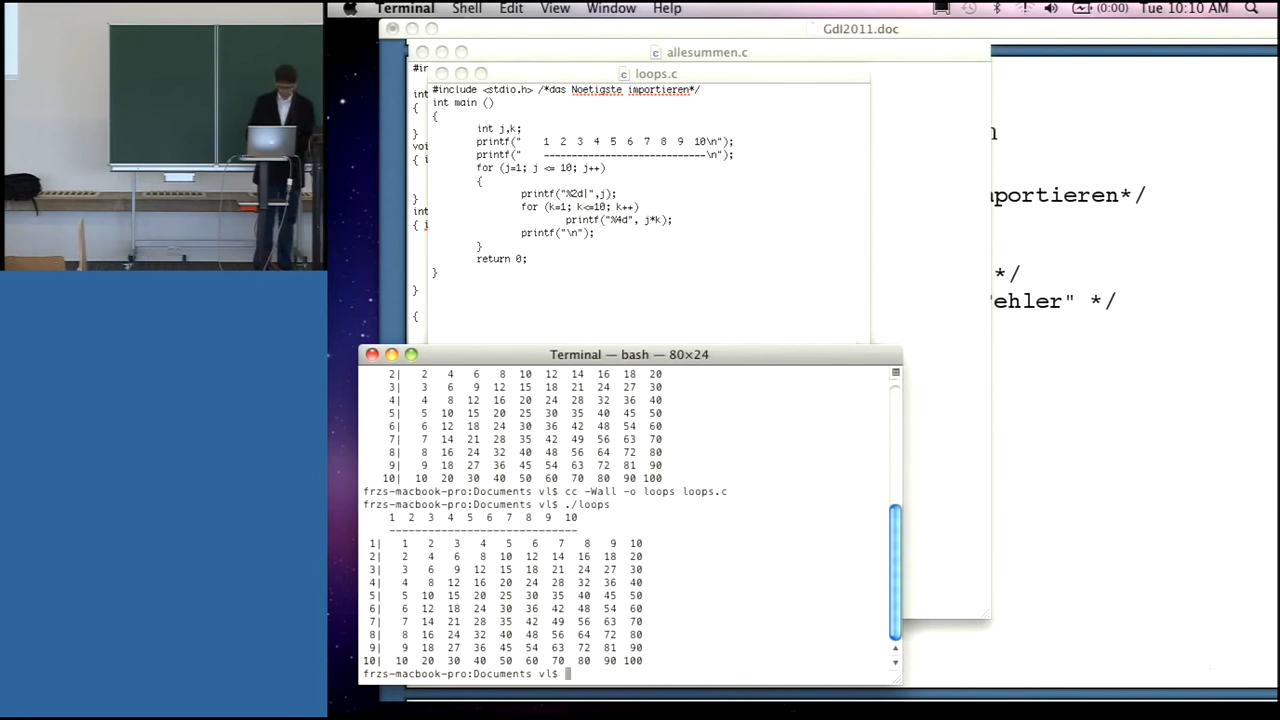 Terminal Shell Edit View Window Help (0:00) Tue 10:10 AM
GdI2011.doc
allesummen.c
loops.c
#include <stdio.h> /*das Noetigste importieren*/
int main ()
{
int j,k;
printf("    1  2  3  4  5  6  7  8  9  10\n");
printf("    -----------------------------\n");
for (j=1; j <= 10; j++)
{
printf("%2d|",j);
for (k=1; k<=10; k++)
printf("%4d", j*k);
printf("\n");
}
return 0;
}
#in
int
{
}
voi
{ i
}
int
{ j
}
{
n
mportieren*/
*/
ehler" */
Terminal — bash — 80×24
2| 2 4 6 8 10 12 14 16 18 20
3| 3 6 9 12 15 18 21 24 27 30
4| 4 8 12 16 20 24 28 32 36 40
5| 5 10 15 20 25 30 35 40 45 50
6| 6 12 18 24 30 36 42 48 54 60
7| 7 14 21 28 35 42 49 56 63 70
8| 8 16 24 32 40 48 56 64 72 80
9| 9 18 27 36 45 54 63 72 81 90
10| 10 20 30 40 50 60 70 80 90 100
frzs-macbook-pro:Documents vl$ cc -Wall -o loops loops.c
frzs-macbook-pro:Documents vl$ ./loops
1 2 3 4 5 6 7 8 9 10
-----------------------------
1| 1 2 3 4 5 6 7 8 9 10
2| 2 4 6 8 10 12 14 16 18 20
3| 3 6 9 12 15 18 21 24 27 30
4| 4 8 12 16 20 24 28 32 36 40
5| 5 10 15 20 25 30 35 40 45 50
6| 6 12 18 24 30 36 42 48 54 60
7| 7 14 21 28 35 42 49 56 63 70
8| 8 16 24 32 40 48 56 64 72 80
9| 9 18 27 36 45 54 63 72 81 90
10| 10 20 30 40 50 60 70 80 90 100
frzs-macbook-pro:Documents vl$